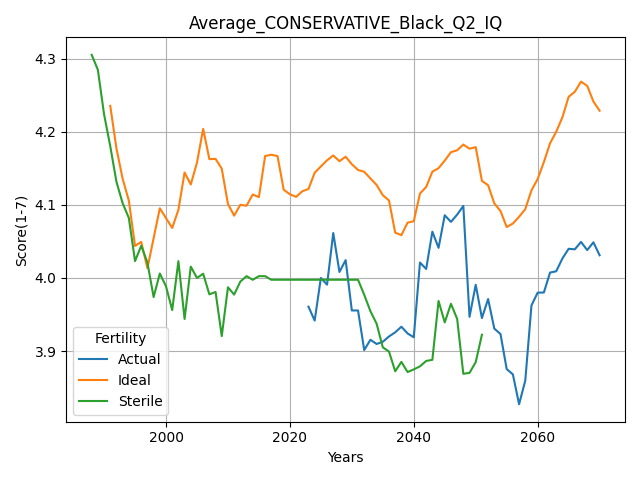 Average_CONSERVATIVE_Black_Q2_IQ
Score(1-7)
4.3
4.2
4.1
4.0
3.9
Fertility
Actual
Ideal
Sterile
2000
2020
2040
2060
Years